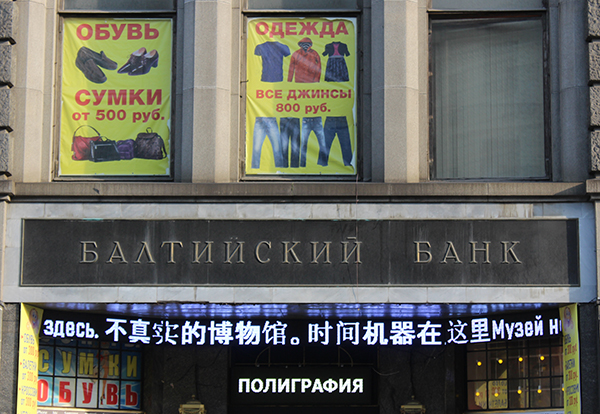 ОБУВЬ
СУМКИ
от 500 руб.
ОДЕЖДА
ВСЕ ДЖИНСЫ
800 руб.
БАЛТИЙСКИЙ БАНК
здесь. 不真实的博物馆。时间机器在这里Музей н
СУМКИ
ОБУВЬ
ПОЛИГРАФИЯ